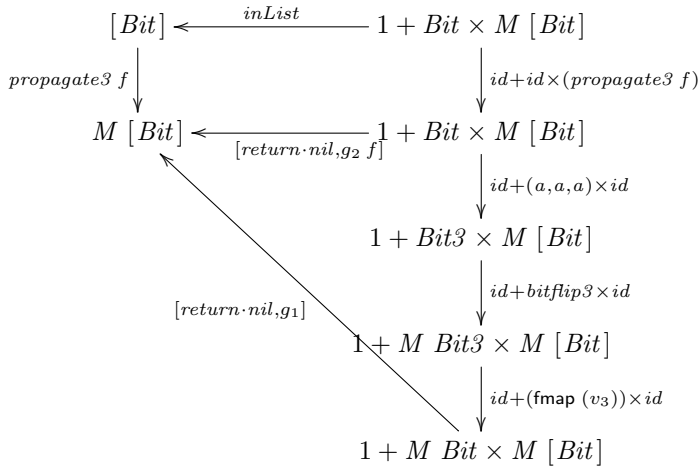 [Bit] inList 1 + Bit × M [Bit]
propagate3 f id+id×(propagate3 f)
M [Bit] [return·nil,g₂ f] 1 + Bit × M [Bit]
id+(a,a,a)×id
1 + Bit3 × M [Bit]
[return·nil,g₁] id+bitflip3×id
1 + M Bit3 × M [Bit]
id+(fmap (v₃))×id
1 + M Bit × M [Bit]